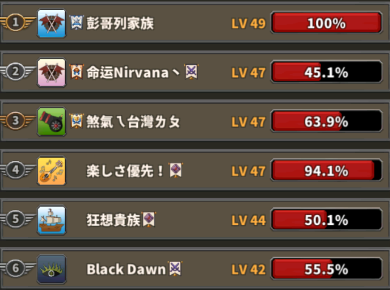 1 彭哥列家族 LV 49 100%
2 命运Nirvana丶 LV 47 45.1%
3 煞氣ㄟ台灣ㄌㄆ LV 47 63.9%
4 楽しさ優先！ LV 47 94.1%
5 狂想貴族 LV 44 50.1%
6 Black Dawn LV 42 55.5%